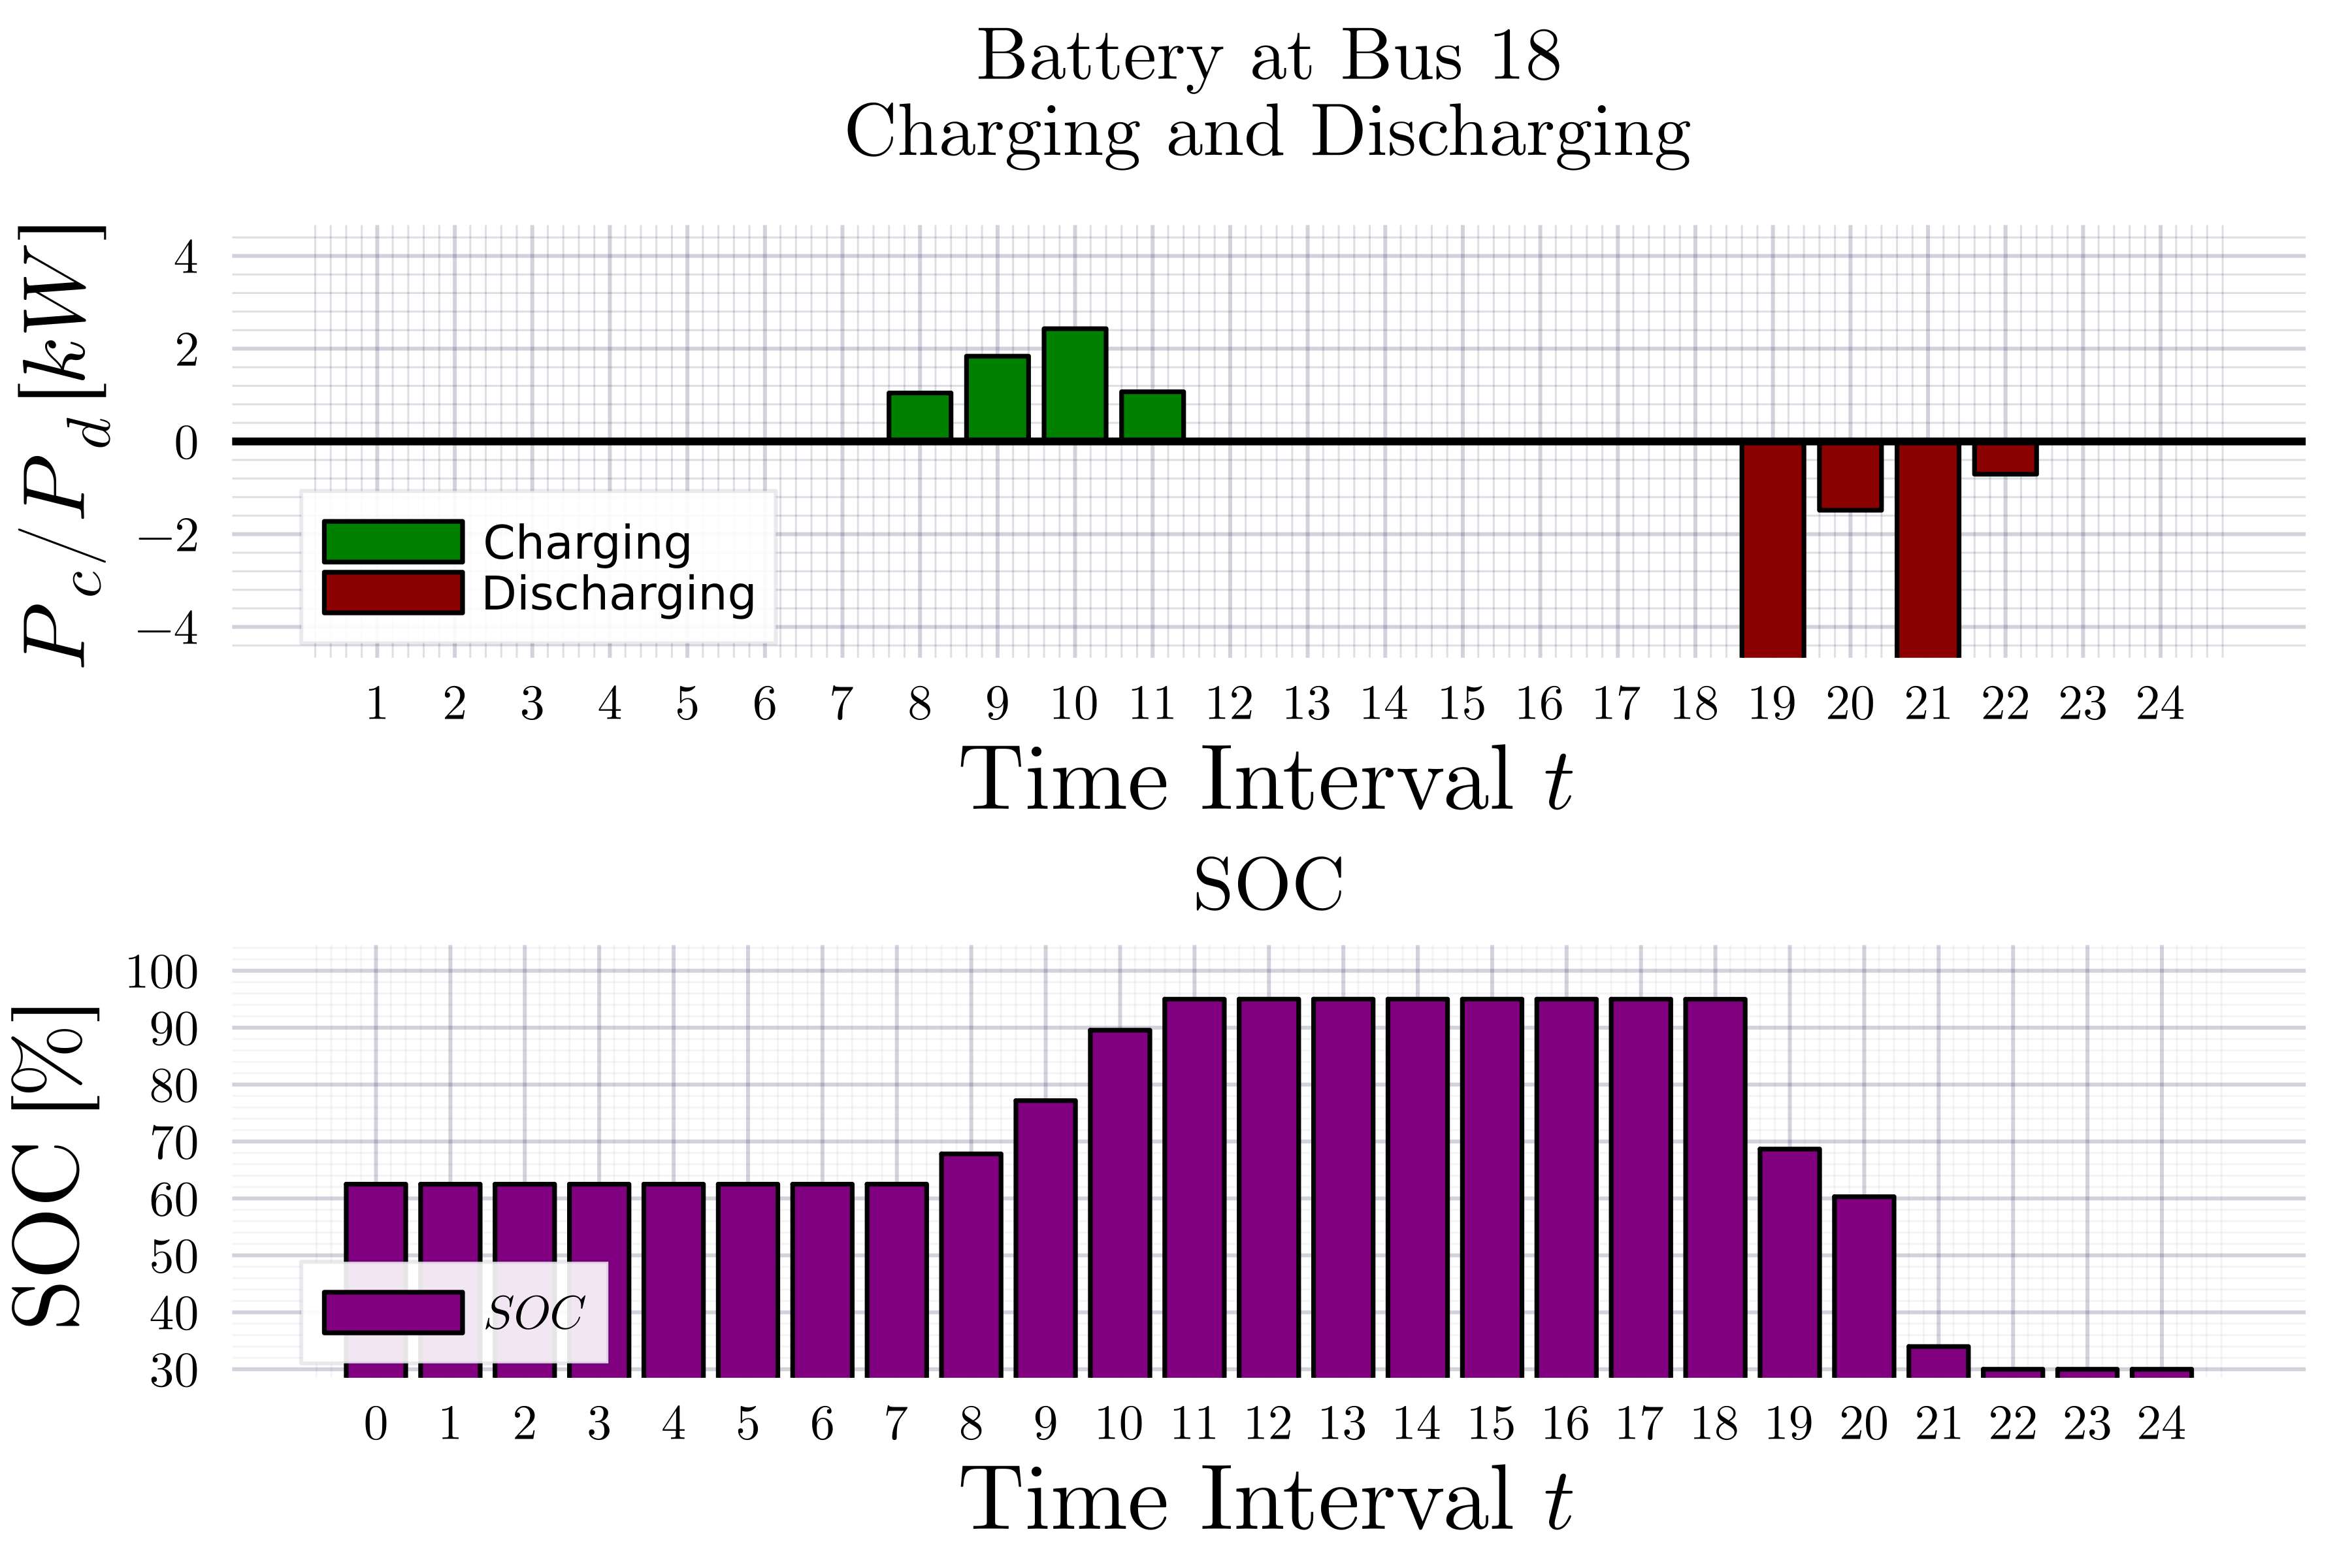 Battery at Bus 18
Charging and Discharging
P_c/P_d [kW]
4
2
0
−2
−4
Charging
Discharging
1 2 3 4 5 6 7 8 9 10 11 12 13 14 15 16 17 18 19 20 21 22 23 24
Time Interval t
SOC
SOC [%]
100
90
80
70
60
50
40
30
SOC
0 1 2 3 4 5 6 7 8 9 10 11 12 13 14 15 16 17 18 19 20 21 22 23 24
Time Interval t